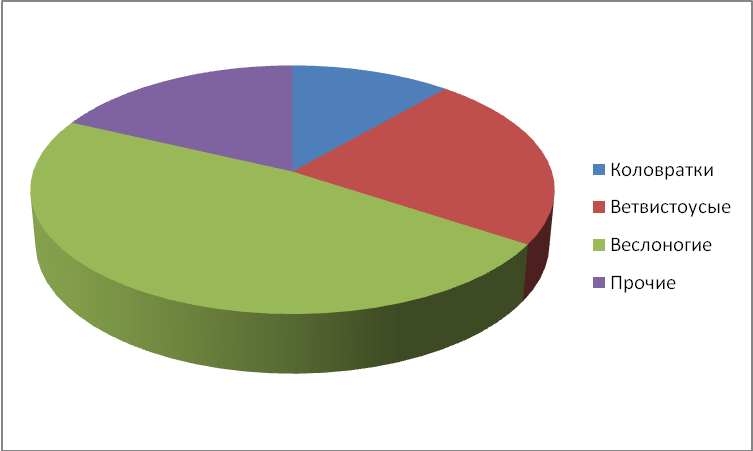 Коловратки
Ветвистоусые
Веслоногие
Прочие